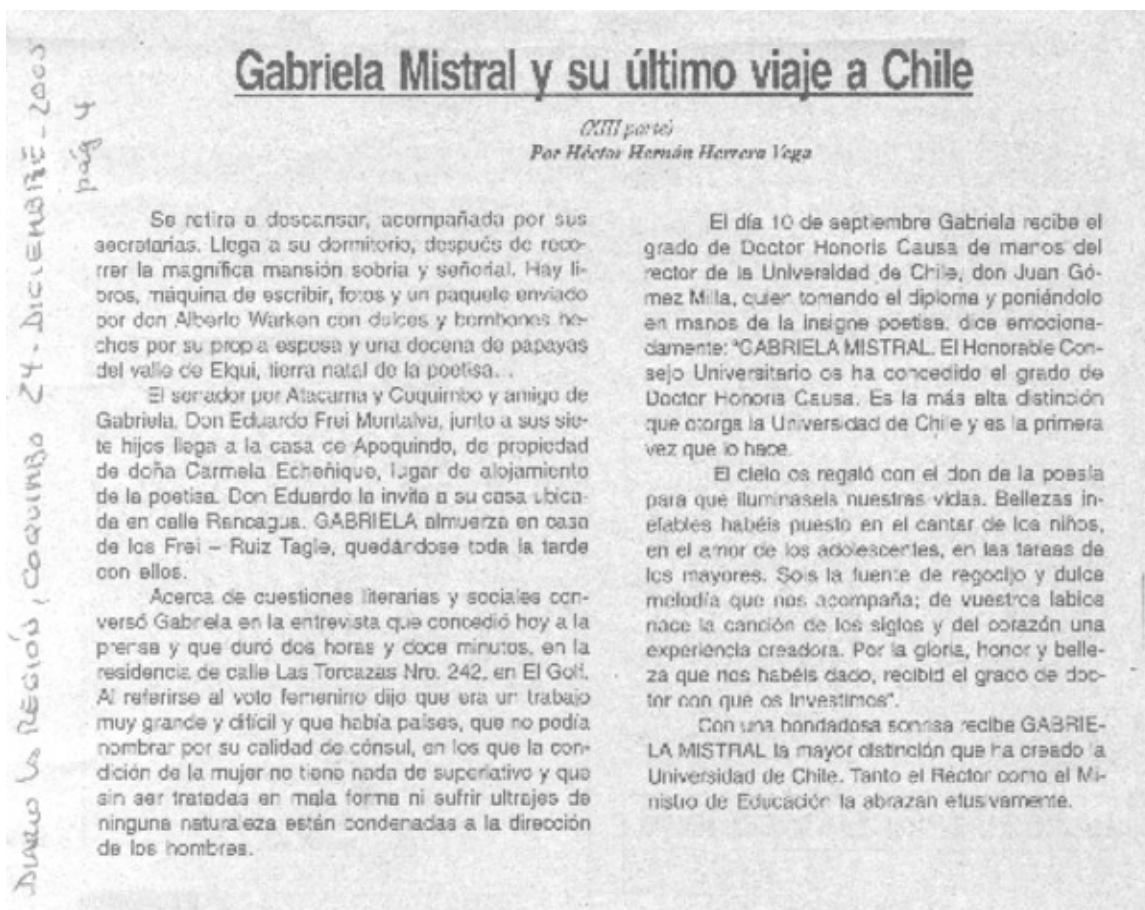 Gabriela Mistral y su último viaje a Chile
(XIII parte)
Por Héctor Hernán Herrera Vega
Se retira a descansar, acompañada por sus
secretarias. Llega a su dormitorio, después de reco-
rrer la magnífica mansión sobria y señorial. Hay li-
bros, máquina de escribir, fotos y un paquete enviado
por don Alberto Warken con dulces y bombones he-
chos por su propia esposa y una docena de papayas
del valle de Elqui, tierra natal de la poetisa...
El senador por Atacama y Coquimbo y amigo de
Gabriela, Don Eduardo Frei Montalva, junto a sus sie-
te hijos llega a la casa de Apoquindo, de propiedad
de doña Carmela Echeñique, lugar de alojamiento
de la poetisa. Don Eduardo la invita a su casa ubica-
da en calle Rancagua. GABRIELA almuerza en casa
de los Frei – Ruiz Tagle, quedándose toda la tarde
con ellos.
Acerca de cuestiones literarias y sociales con-
versó Gabriela en la entrevista que concedió hoy a la
prensa y que duró dos horas y doce minutos, en la
residencia de calle Las Torcazas Nro. 242, en El Golf.
Al referirse al voto femenino dijo que era un trabajo
muy grande y difícil y que había países, que no podía
nombrar por su calidad de cónsul, en los que la con-
dición de la mujer no tiene nada de superlativo y que
sin ser tratadas en mala forma ni sufrir ultrajes de
ninguna naturaleza están condenadas a la dirección
de los hombres.
El día 10 de septiembre Gabriela recibe el
grado de Doctor Honoris Causa de manos del
rector de la Universidad de Chile, don Juan Gó-
mez Milla, quien tomando el diploma y poniéndolo
en manos de la insigne poetisa, dice emociona-
damente: "GABRIELA MISTRAL. El Honorable Con-
sejo Universitario os ha concedido el grado de
Doctor Honoris Causa. Es la más alta distinción
que otorga la Universidad de Chile y es la primera
vez que lo hace.
El cielo os regaló con el don de la poesía
para que iluminaseis nuestras vidas. Bellezas in-
efables habéis puesto en el cantar de los niños,
en el amor de los adolescentes, en las tareas de
los mayores. Sois la fuente de regocijo y dulce
melodía que nos acompaña; de vuestros labios
nace la canción de los siglos y del corazón una
experiencia creadora. Por la gloria, honor y belle-
za que nos habéis dado, recibid el grado de doc-
tor con que os investimos".
Con una bondadosa sonrisa recibe GABRIE-
LA MISTRAL la mayor distinción que ha creado la
Universidad de Chile. Tanto el Réctor como el Mi-
nistro de Educación la abrazan efusivamente.
DIARIO La REGIÓN, COQUIMBO 24-DICIEMBRE-2005
pág 4